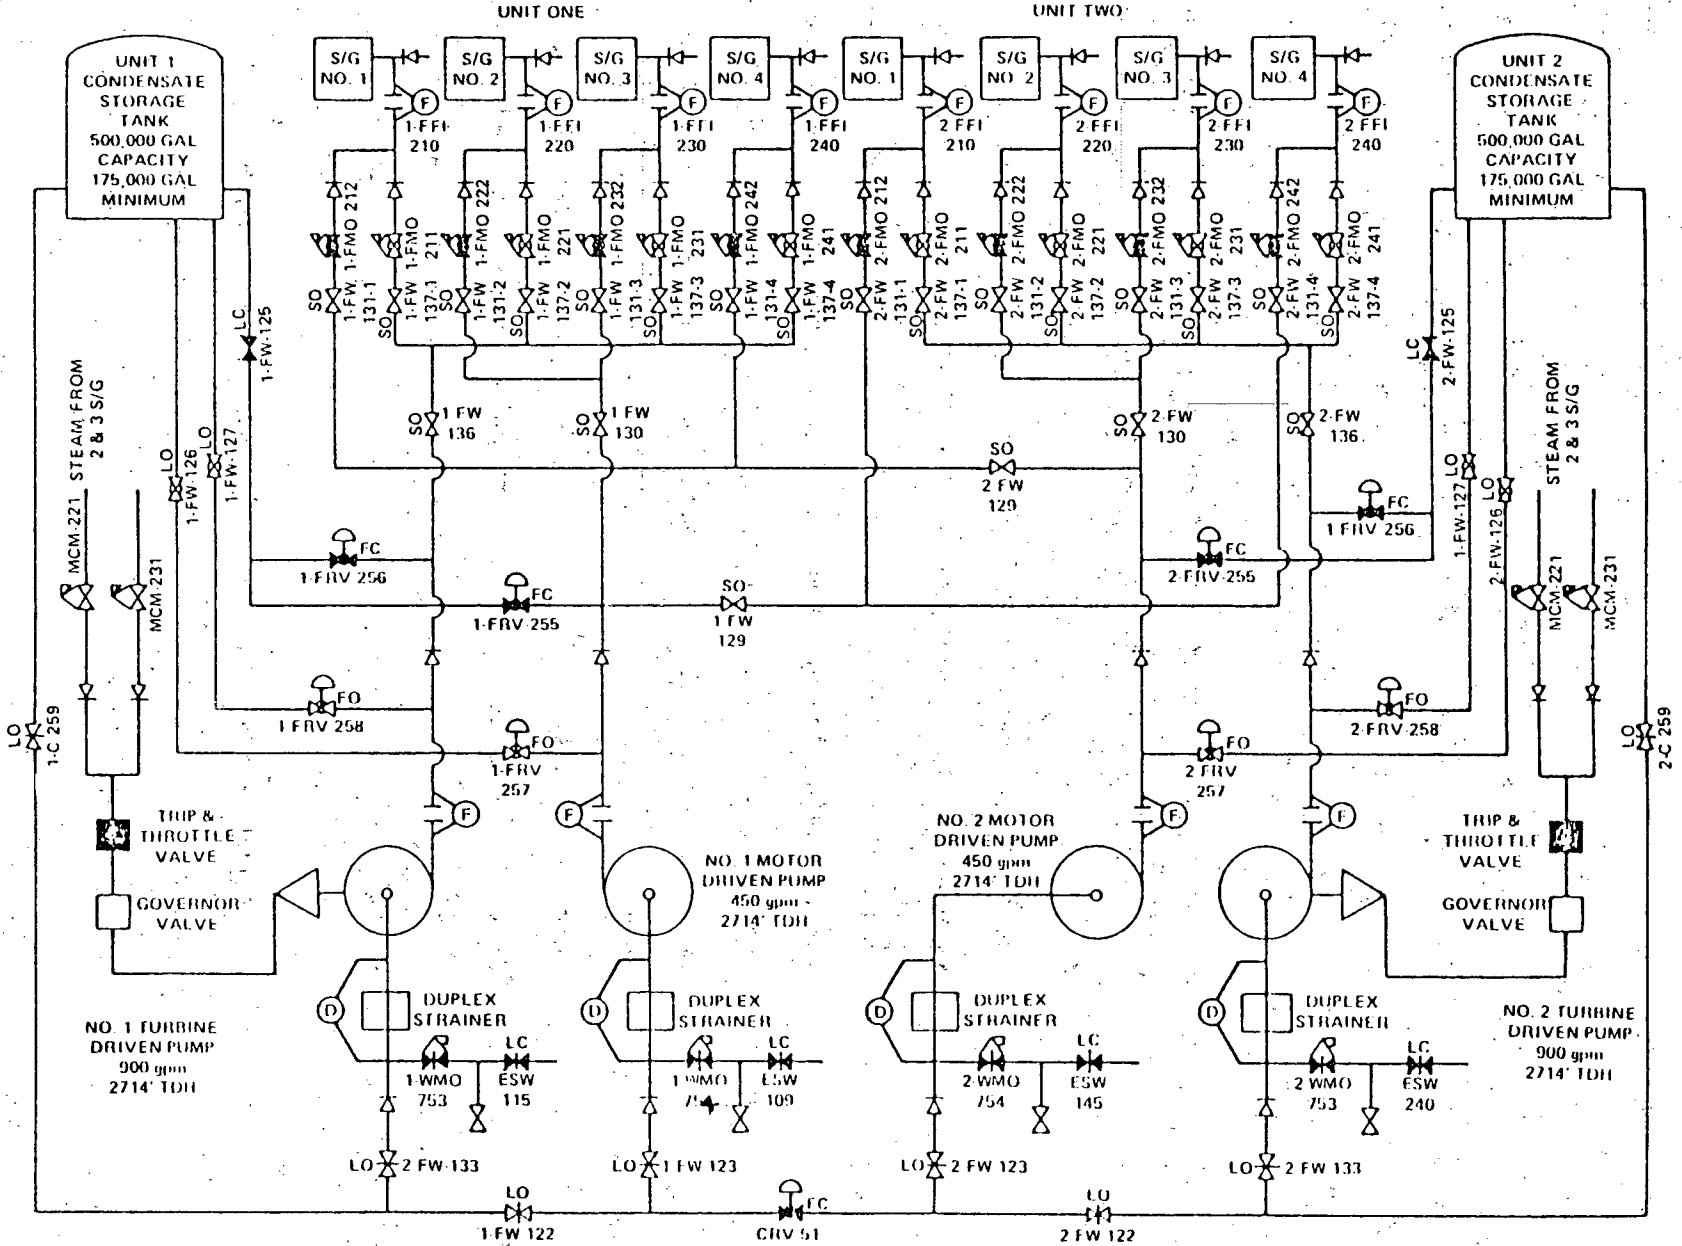 UNIT ONE
UNIT TWO
UNIT 1
CONDENSATE
STORAGE
TANK
500,000 GAL
CAPACITY
175,000 GAL
MINIMUM
S/G
NO. 1
S/G
NO. 2
S/G
NO. 3
S/G
NO. 4
S/G
NO. 1
S/G
NO. 2
S/G
NO. 3
S/G
NO. 4
UNIT 2
CONDENSATE
STORAGE
TANK
500,000 GAL
CAPACITY
175,000 GAL
MINIMUM
F
F
F
F
F
F
F
F
1-FFI
210
1-FFI
220
1-FFI
230
1-FFI
240
2-FFI
210
2-FFI
220
2-FFI
230
2-FFI
240
1-FMO 212
1-FMO
211
1-FMO 222
1-FMO
221
1-FMO 232
1-FMO
231
1-FMO 242
1-FMO
241
2-FMO 212
2-FMO
211
2-FMO 222
2-FMO
221
2-FMO 232
2-FMO
231
2-FMO 242
2-FMO
241
SO
1-FW
131-1
SO
1-FW
137-1
SO
1-FW
131-2
SO
1-FW
137-2
SO
1-FW
131-3
SO
1-FW
137-3
1-FW
131-4
1-FW
137-4
SO
2-FW
131-1
SO
2-FW
137-1
2-FW
131-2
SO
2-FW
137-2
2-FW
131-3
SO
2-FW
137-3
2-FW
131-4
SO
2-FW
137-4
LC
1-FW-125
LC
2-FW-125
STEAM FROM
2 & 3 S/G
STEAM FROM
2 & 3 S/G
SO
1 FW
136
SO
1 FW
130
SO
2-FW
130
SO
2-FW
136
LO
1-FW-126
LO
1-FW-127
SO
2 FW
129
LO
1-FW-127
LO
2-FW-126
FC
1-FRV 256
FC
1-FRV-255
SO
1 FW
129
FC
2-FRV-255
FC
1 FRV 256
MCM-221
MCM-231
MCM-221
MCM-231
LO
1-C 259
FO
1-FRV 258
FO
1-FRV
257
FO
2 FRV
257
FO
2-FRV-258
LO
2-C 259
TRIP &
THROTTLE
VALVE
GOVERNOR
VALVE
F
F
F
F
NO. 1 MOTOR
DRIVEN PUMP
450 gpm
2714' TDH
NO. 2 MOTOR
DRIVEN PUMP
450 gpm
2714' TDH
TRIP &
THROTTLE
VALVE
GOVERNOR
VALVE
NO. 1 TURBINE
DRIVEN PUMP
900 gpm
2714' TDH
NO. 2 TURBINE
DRIVEN PUMP
900 gpm
2714' TDH
D
DUPLEX
STRAINER
D
DUPLEX
STRAINER
D
DUPLEX
STRAINER
D
DUPLEX
STRAINER
1-WMO
753
LC
ESW
115
1 WMO
754
LC
ESW
109
2-WMO
754
LC
ESW
145
2 WMO
753
LC
ESW
240
LO
2 FW-133
LO
1 FW 123
LO
2 FW 123
LO
2 FW 133
LO
1-FW 122
FC
CRV 51
LO
2 FW 122